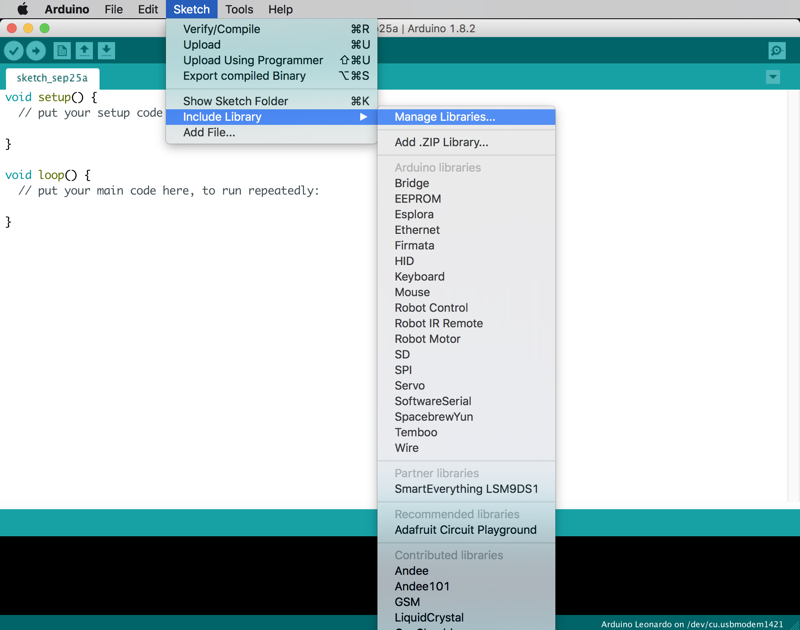 Arduino File Edit Sketch Tools Help
Arduino 1.8.2
Verify/Compile ⌘R
Upload ⌘U
Upload Using Programmer ⇧⌘U
Export compiled Binary ⌥⌘S
Show Sketch Folder ⌘K
Include Library
Add File...
sketch_sep25a
void setup() {
// put your setup code
}
void loop() {
// put your main code here, to run repeatedly:
}
Manage Libraries...
Add .ZIP Library...
Arduino libraries
Bridge
EEPROM
Esplora
Ethernet
Firmata
HID
Keyboard
Mouse
Robot Control
Robot IR Remote
Robot Motor
SD
SPI
Servo
SoftwareSerial
SpacebrewYun
Temboo
Wire
Partner libraries
SmartEverything LSM9DS1
Recommended libraries
Adafruit Circuit Playground
Contributed libraries
Andee
Andee101
GSM
LiquidCrystal
Arduino Leonardo on /dev/cu.usbmodem1421